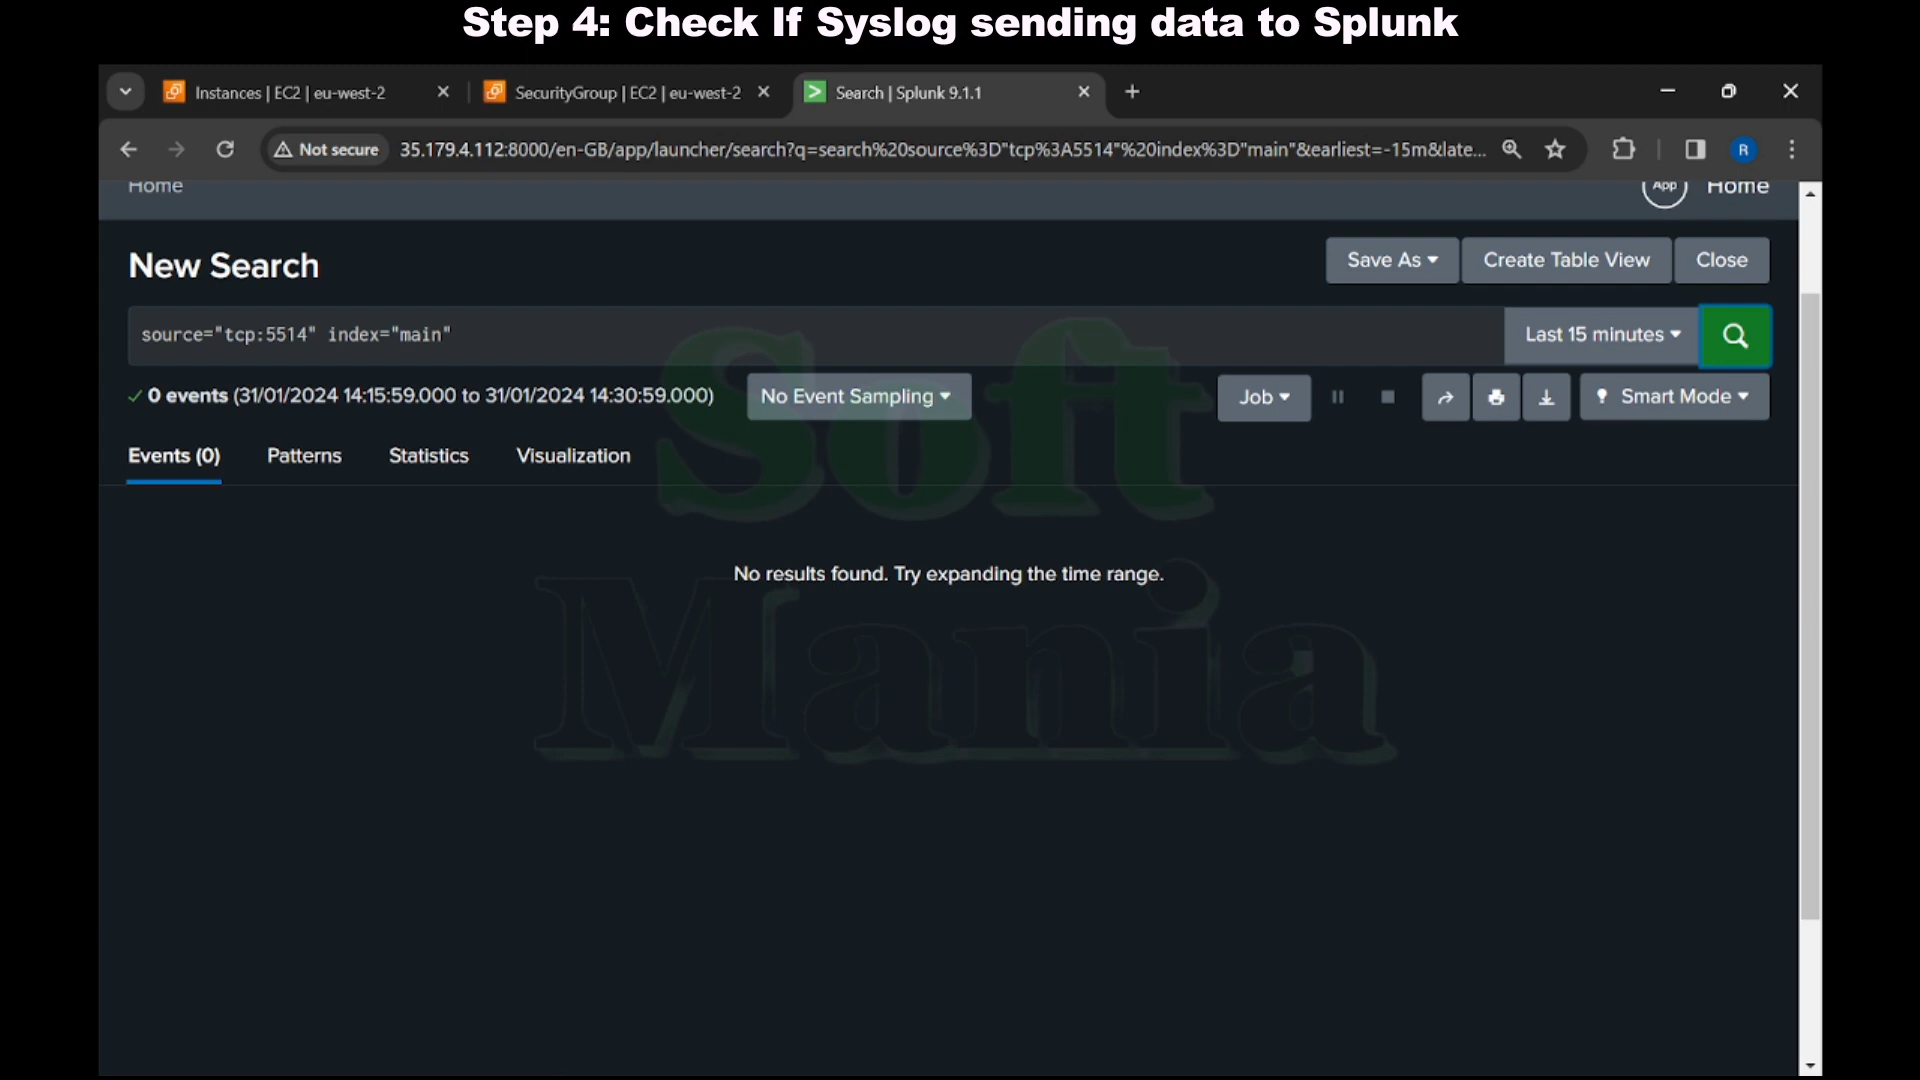 Step 4: Check If Syslog sending data to Splunk
Instances | EC2 | eu-west-2
SecurityGroup | EC2 | eu-west-2
Search | Splunk 9.1.1
Not secure
35.179.4.112:8000/en-GB/app/launcher/search?q=search%20source%3D"tcp%3A5514"%20index%3D"main"&earliest=-15m&late...
R
Home
App
Home
New Search
Save As
Create Table View
Close
source="tcp:5514" index="main"
Last 15 minutes
0 events (31/01/2024 14:15:59.000 to 31/01/2024 14:30:59.000)
No Event Sampling
Job
Smart Mode
Events (0)
Patterns
Statistics
Visualization
No results found. Try expanding the time range.
Soft
Mania